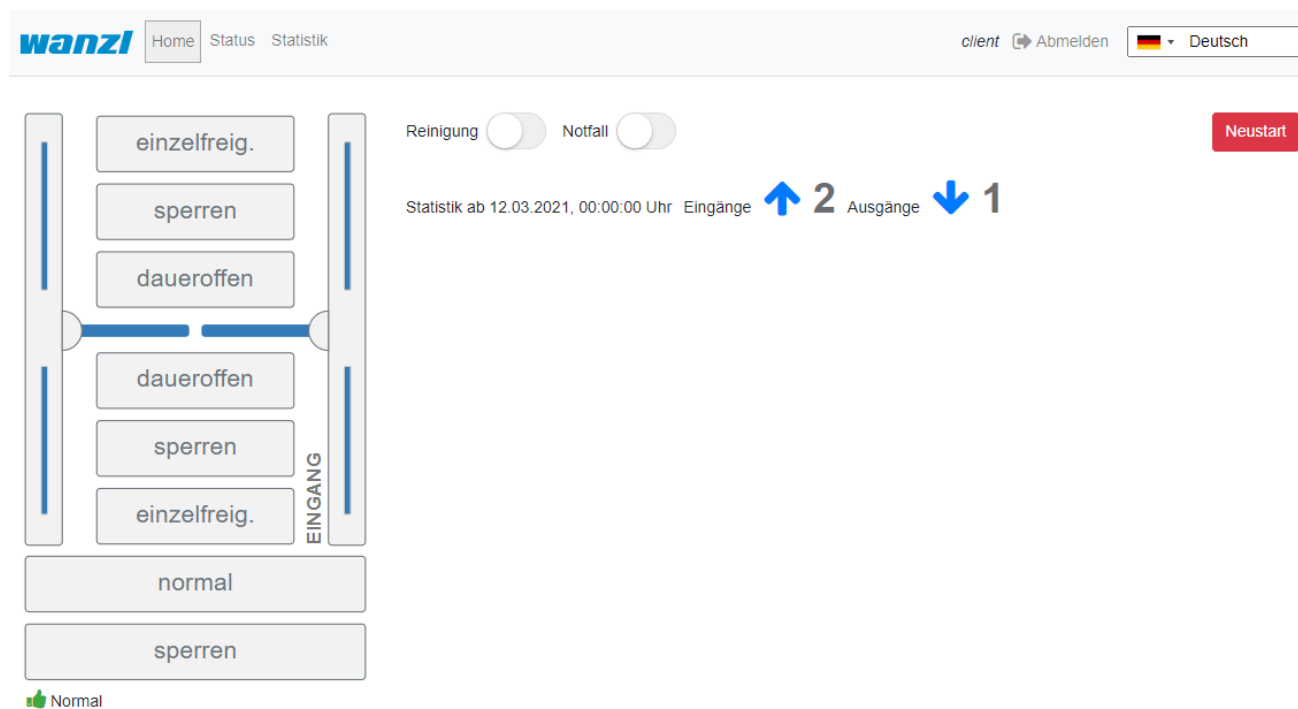 wanzl Home Status Statistik client Abmelden Deutsch
einzelfreig.
sperren
daueroffen
daueroffen
sperren
einzelfreig.
EINGANG
normal
sperren
Normal
Reinigung Notfall Neustart
Statistik ab 12.03.2021, 00:00:00 Uhr Eingänge 2 Ausgänge 1